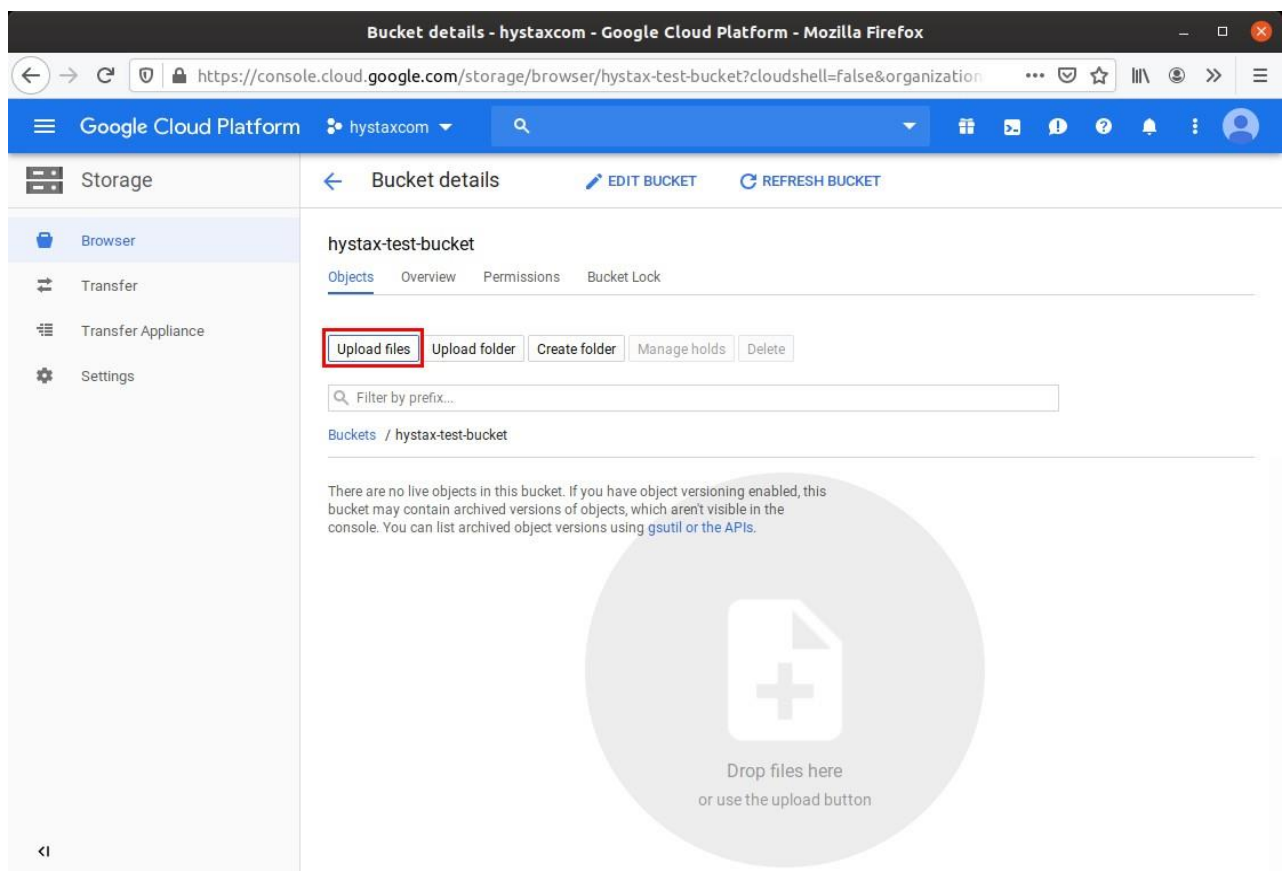 Bucket details - hystaxcom - Google Cloud Platform - Mozilla Firefox
https://console.cloud.google.com/storage/browser/hystax-test-bucket?cloudshell=false&organization
Google Cloud Platform hystaxcom
Storage
Bucket details EDIT BUCKET REFRESH BUCKET
Browser
Transfer
Transfer Appliance
Settings
hystax-test-bucket
Objects Overview Permissions Bucket Lock
Upload files Upload folder Create folder Manage holds Delete
Filter by prefix...
Buckets / hystax-test-bucket
There are no live objects in this bucket. If you have object versioning enabled, this
bucket may contain archived versions of objects, which aren't visible in the
console. You can list archived object versions using gsutil or the APIs.
Drop files here
or use the upload button